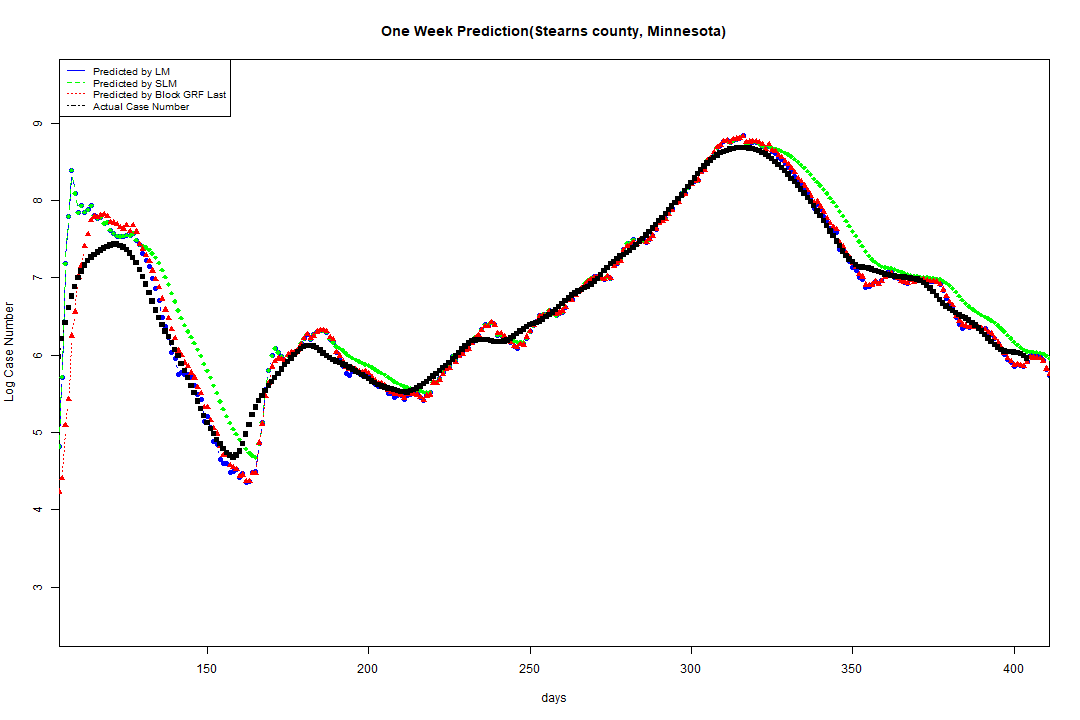 One Week Prediction(Stearns county, Minnesota)
Predicted by LM
Predicted by SLM
Predicted by Block GRF Last
Actual Case Number
9
8
7
6
5
4
3
Log Case Number
150 200 250 300 350 400
days